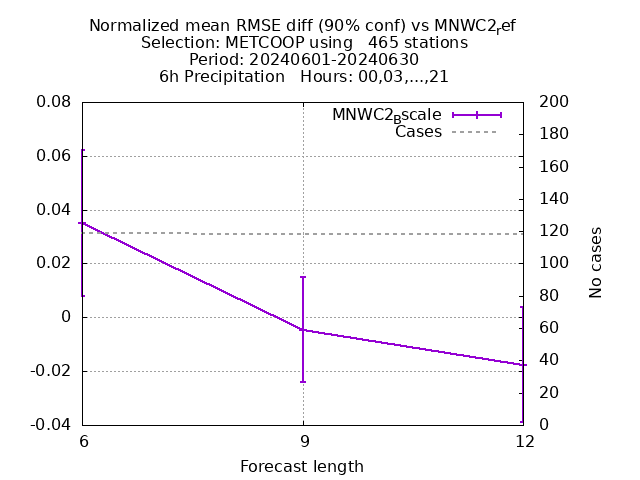 Normalized mean RMSE diff (90% conf) vs MNWC2ref
Selection: METCOOP using   465 stations
Period: 20240601-20240630
6h Precipitation   Hours: 00,03,...,21
MNWC2Bscale
Cases
0.08
0.06
0.04
0.02
0
-0.02
-0.04
200
180
160
140
120
100
80
60
40
20
0
No cases
6
9
12
Forecast length